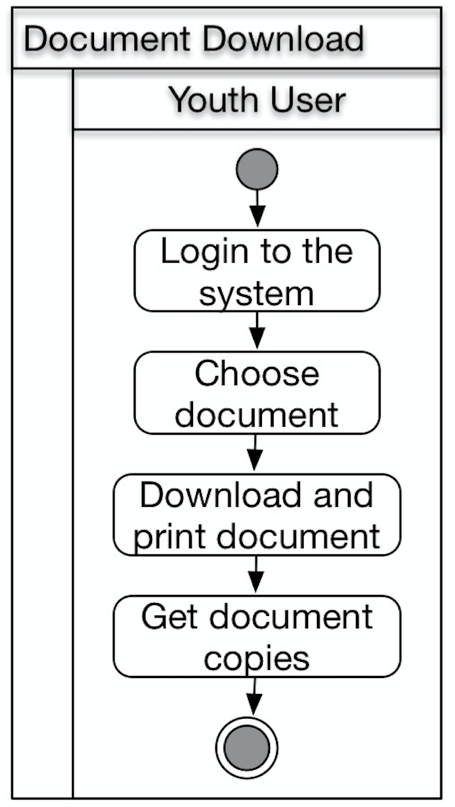 Document Download
Youth User
Login to the
system
Choose
document
Download and
print document
Get document
copies